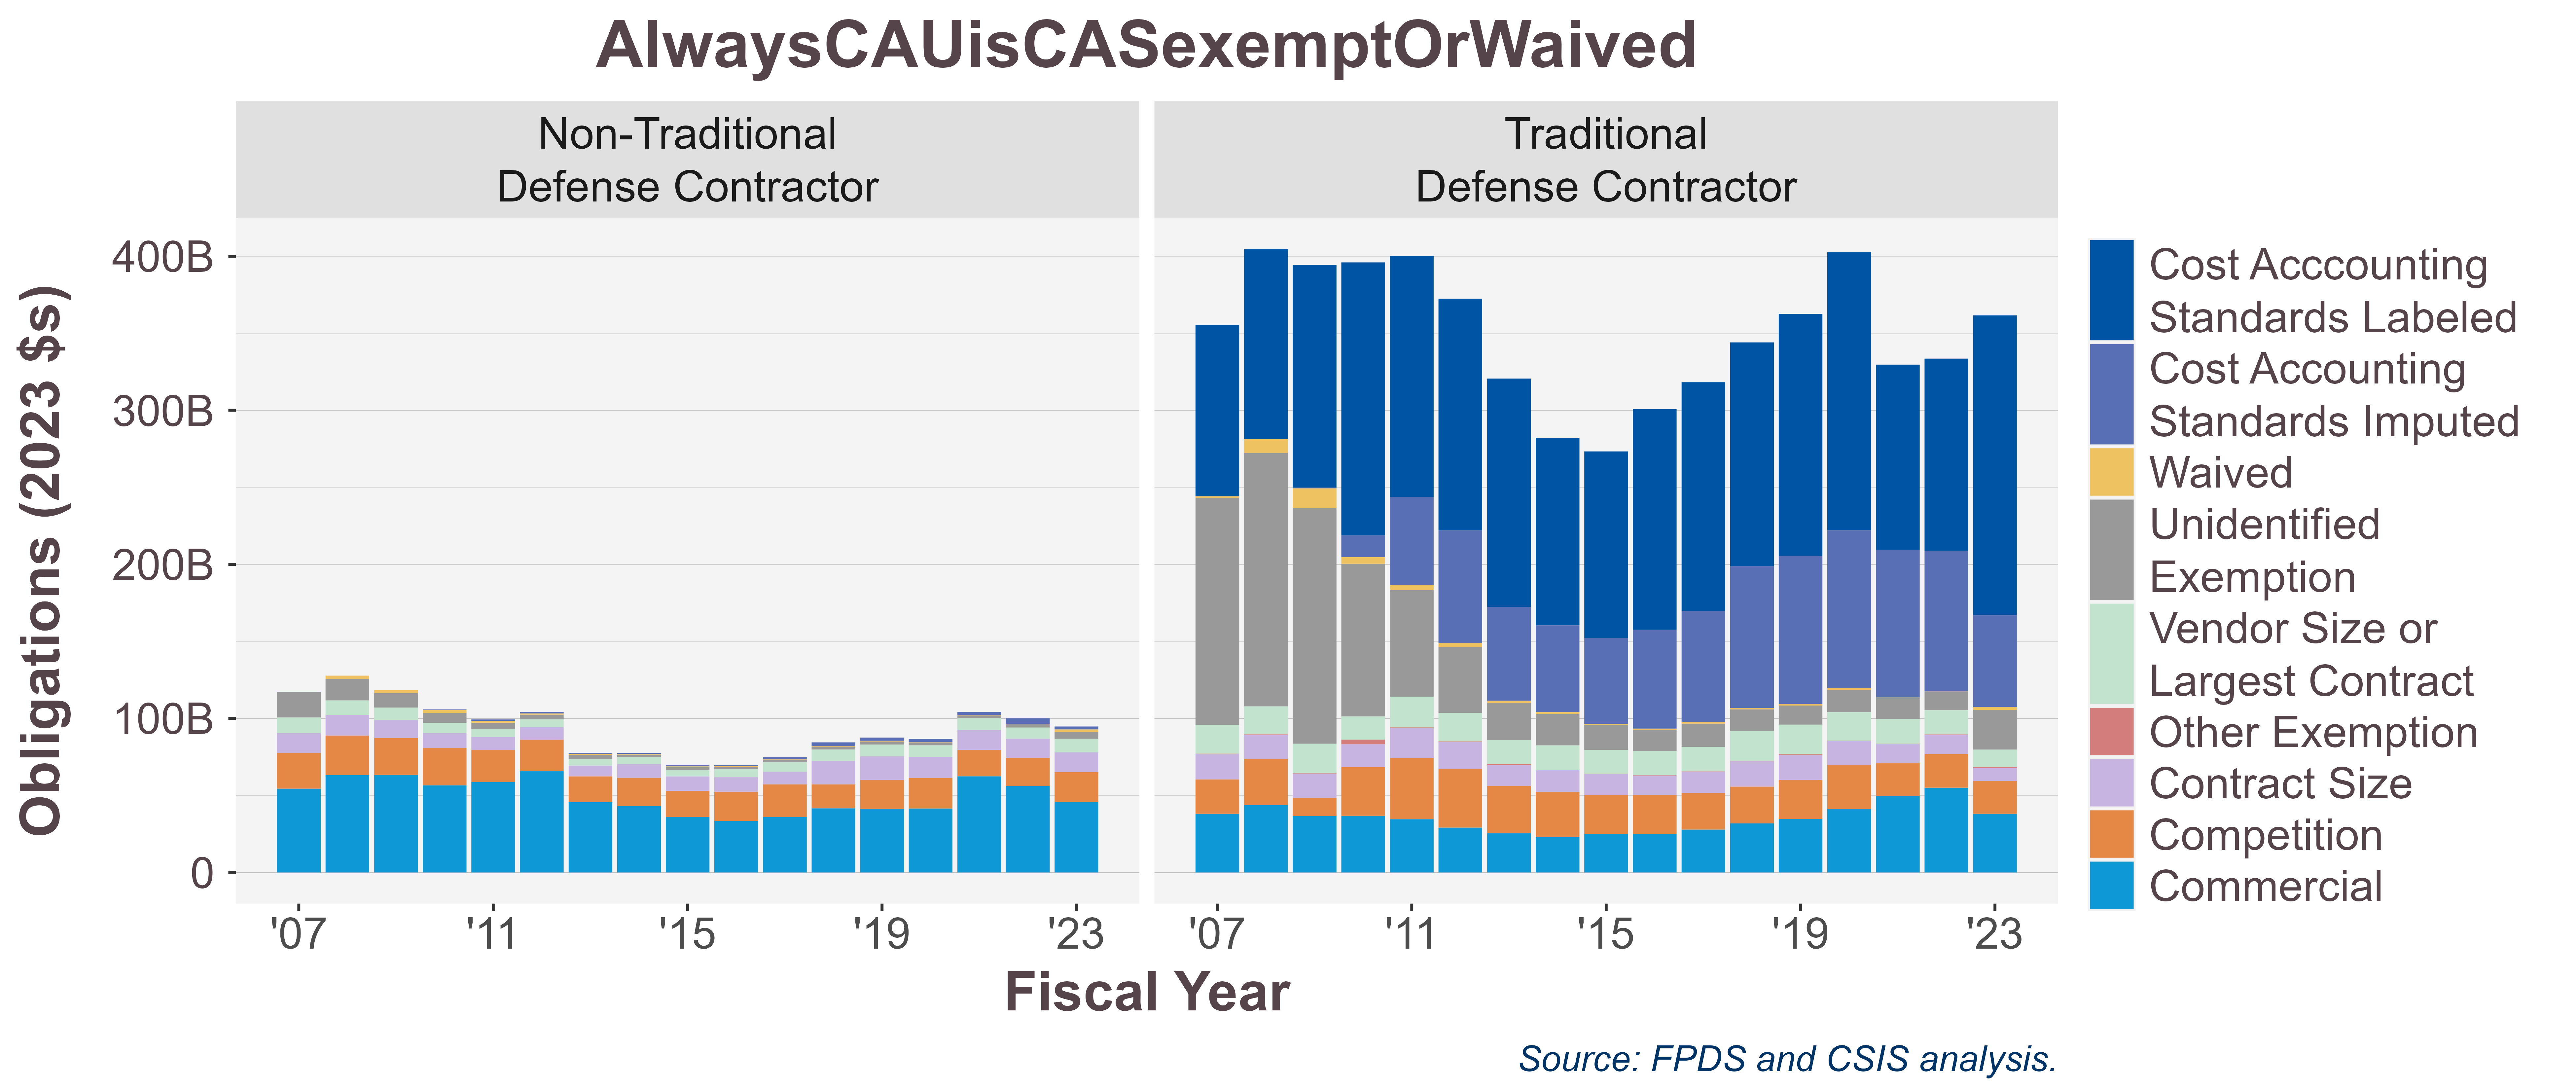 AlwaysCAUisCASexemptOrWaived
Non-Traditional
Defense Contractor
Traditional
Defense Contractor
Obligations (2023 $s)
400B
300B
200B
100B
0
'07
'11
'15
'19
'23
'07
'11
'15
'19
'23
Fiscal Year
Cost Acccounting
Standards Labeled
Cost Accounting
Standards Imputed
Waived
Unidentified
Exemption
Vendor Size or
Largest Contract
Other Exemption
Contract Size
Competition
Commercial
Source: FPDS and CSIS analysis.